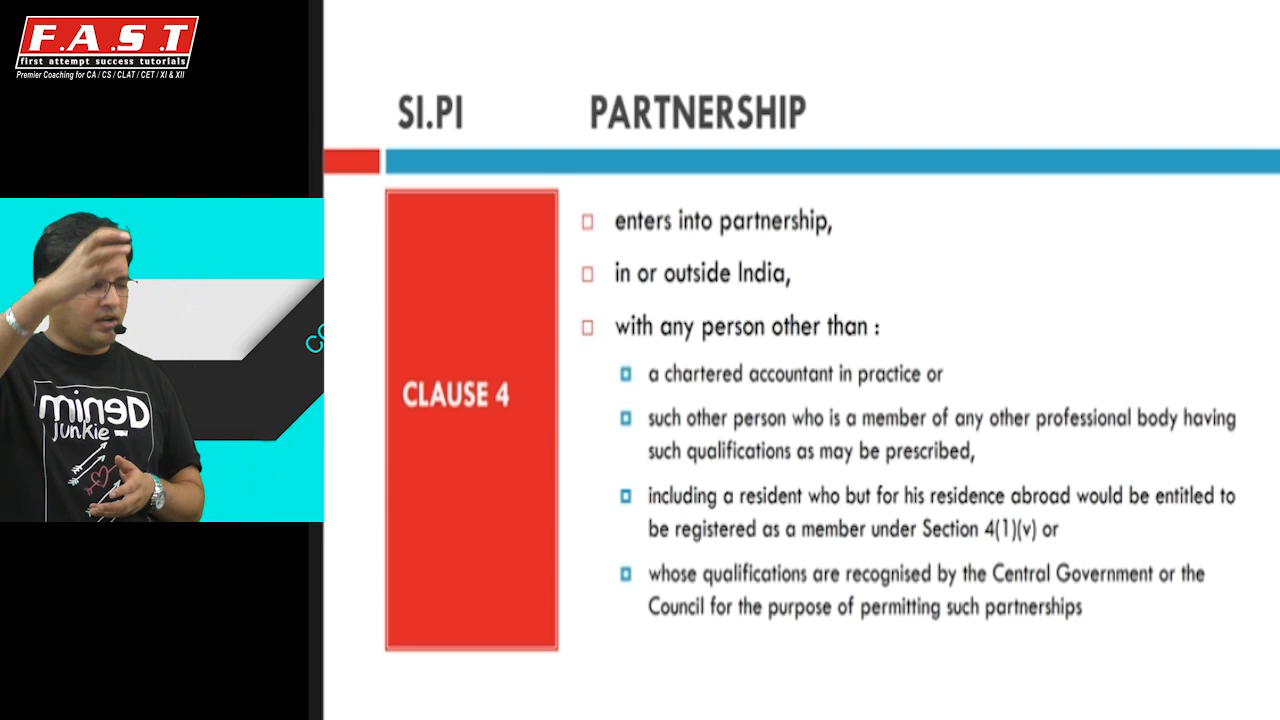 F.A.S.T
first attempt success tutorials
Premier Coaching for CA / CS / CLAT / CET / XI & XII
SI.PI PARTNERSHIP
CLAUSE 4
enters into partnership,
in or outside India,
with any person other than :
a chartered accountant in practice or
such other person who is a member of any other professional body having
such qualifications as may be prescribed,
including a resident who but for his residence abroad would be entitled to
be registered as a member under Section 4(1)(v) or
whose qualifications are recognised by the Central Government or the
Council for the purpose of permitting such partnerships
mineD
junkie